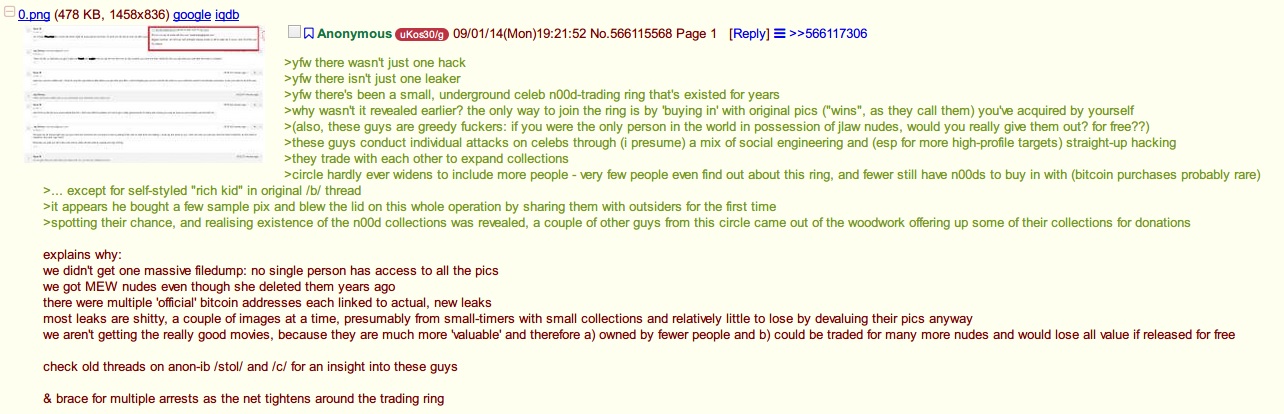 0.png (478 KB, 1458x836) google iqdb
Anonymous uKos30/g 09/01/14(Mon)19:21:52 No.566115568 Page 1 [Reply] >>566117306
>yfw there wasn't just one hack
>yfw there isn't just one leaker
>yfw there's been a small, underground celeb n00d-trading ring that's existed for years
>why wasn't it revealed earlier? the only way to join the ring is by 'buying in' with original pics ("wins", as they call them) you've acquired by yourself
>(also, these guys are greedy fuckers: if you were the only person in the world in possession of jlaw nudes, would you really give them out? for free??)
>these guys conduct individual attacks on celebs through (i presume) a mix of social engineering and (esp for more high-profile targets) straight-up hacking
>they trade with each other to expand collections
>circle hardly ever widens to include more people - very few people even find out about this ring, and fewer still have n00ds to buy in with (bitcoin purchases probably rare)
>... except for self-styled "rich kid" in original /b/ thread
>it appears he bought a few sample pix and blew the lid on this whole operation by sharing them with outsiders for the first time
>spotting their chance, and realising existence of the n00d collections was revealed, a couple of other guys from this circle came out of the woodwork offering up some of their collections for donations
explains why:
we didn't get one massive filedump: no single person has access to all the pics
we got MEW nudes even though she deleted them years ago
there were multiple 'official' bitcoin addresses each linked to actual, new leaks
most leaks are shitty, a couple of images at a time, presumably from small-timers with small collections and relatively little to lose by devaluing their pics anyway
we aren't getting the really good movies, because they are much more 'valuable' and therefore a) owned by fewer people and b) could be traded for many more nudes and would lose all value if released for free
check old threads on anon-ib /stol/ and /c/ for an insight into these guys
& brace for multiple arrests as the net tightens around the trading ring